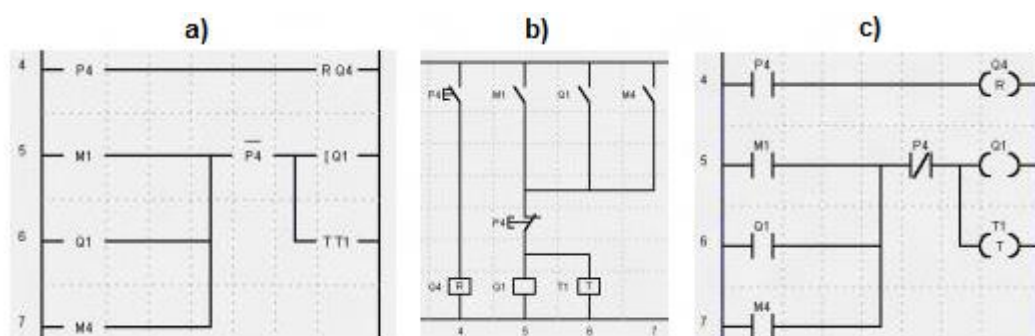 a)
4 P4 R Q4
5 M1 P4 [ Q1
6 Q1 T T1
7 M4
b)
P4 M1 Q1 M4
P4
Q4 R Q1 T1 T
4 5 6 7
c)
P4 Q4
4 R
M1 P4 Q1
5
Q1 T1
6 T
M4
7